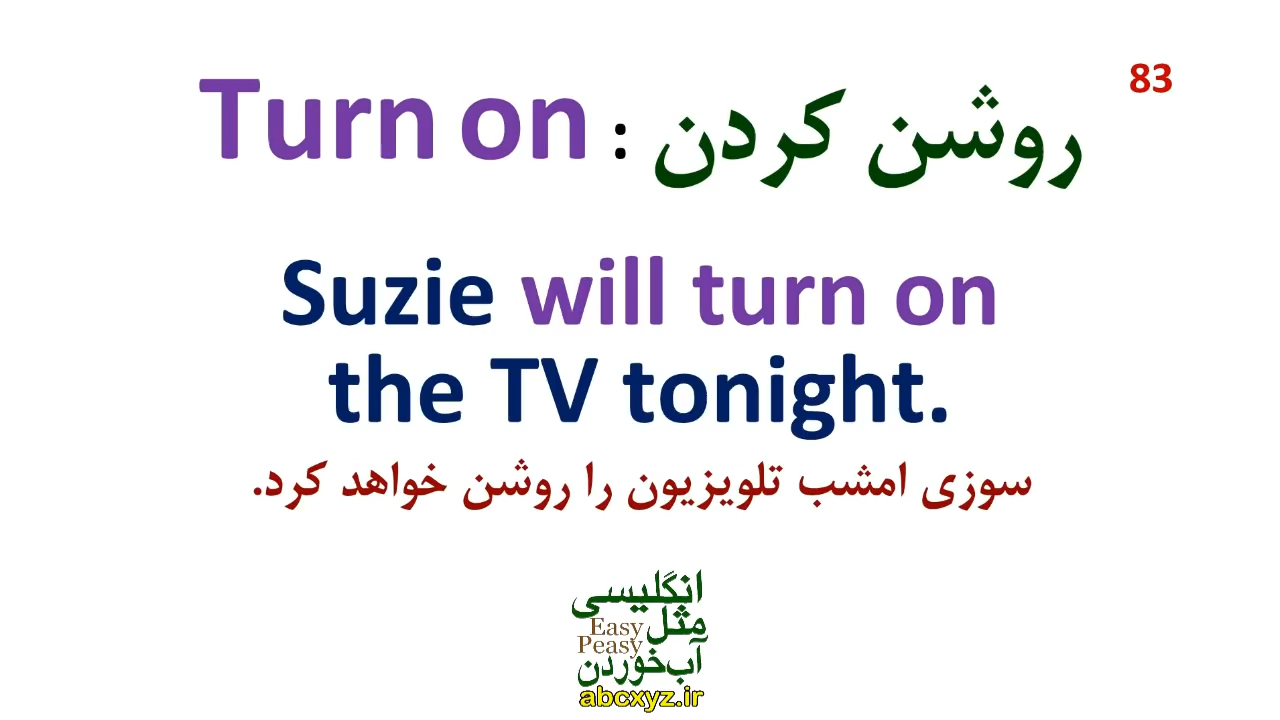 83
Turn on : روشن کردن
Suzie will turn on
the TV tonight.
سوزی امشب تلویزیون را روشن خواهد کرد.
انگلیسی
مثل
Easy
Peasy
آب‌خوردن
abcxyz.ir